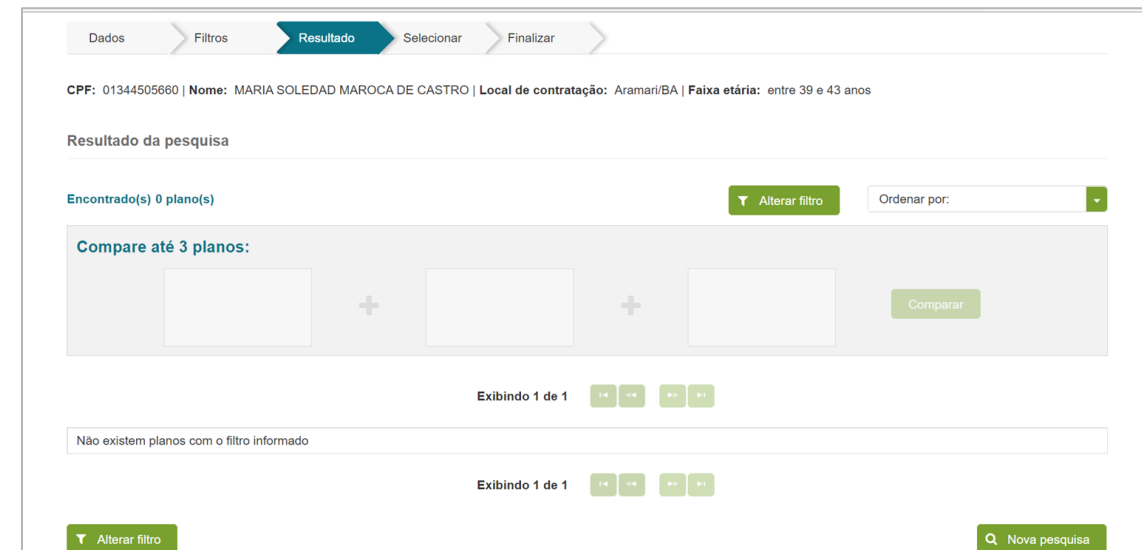 Dados Filtros Resultado Selecionar Finalizar
CPF: 01344505660 | Nome: MARIA SOLEDAD MAROCA DE CASTRO | Local de contratação: Aramari/BA | Faixa etária: entre 39 e 43 anos
Resultado da pesquisa
Encontrado(s) 0 plano(s)
Alterar filtro
Ordenar por:
Compare até 3 planos:
Comparar
Exibindo 1 de 1
Não existem planos com o filtro informado
Exibindo 1 de 1
Alterar filtro
Nova pesquisa